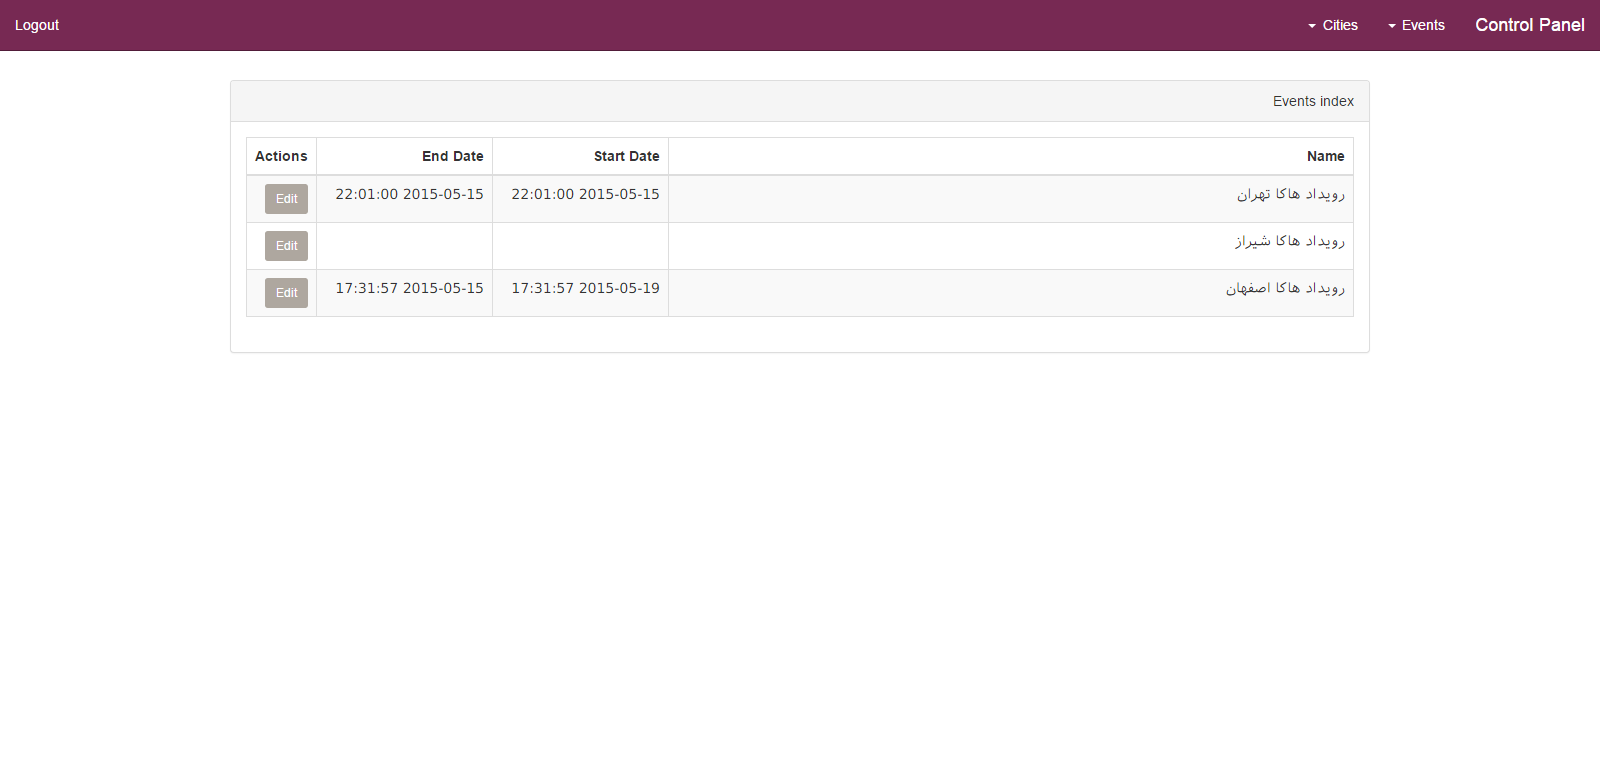 Control Panel Events Cities Logout
Events index
Name Start Date End Date Actions
رویداد هاکا تهران 22:01:00 2015-05-15 22:01:00 2015-05-15 Edit
رویداد هاکا شیراز Edit
رویداد هاکا اصفهان 17:31:57 2015-05-19 17:31:57 2015-05-15 Edit